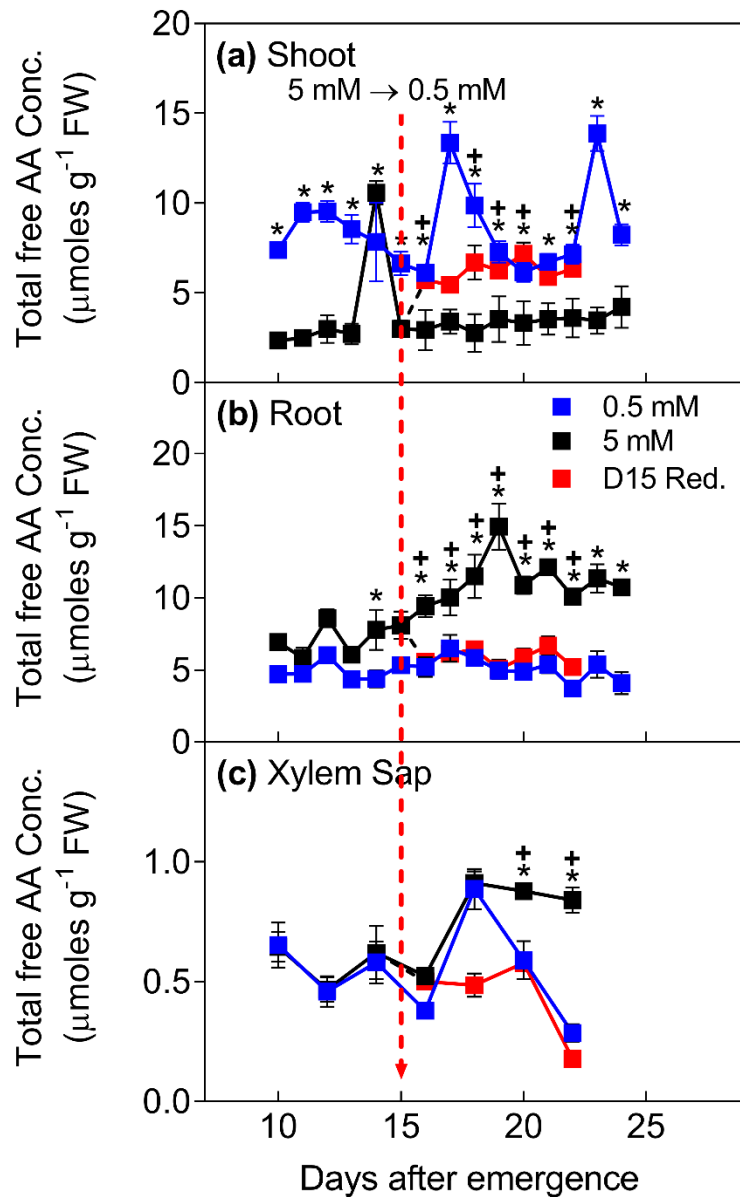 20
(a) Shoot
5 mM → 0.5 mM
15
10
5
0
Total free AA Conc.
(μmoles g⁻¹ FW)
* * * * * * + * * + * + * + * * + * * *
(b) Root
0.5 mM
5 mM
D15 Red.
20
15
10
5
0
Total free AA Conc.
(μmoles g⁻¹ FW)
* + * + * + * + * + * + * + * * *
(c) Xylem Sap
1.0
0.5
0.0
Total free AA Conc.
(μmoles g⁻¹ FW)
+ * + *
10 15 20 25
Days after emergence